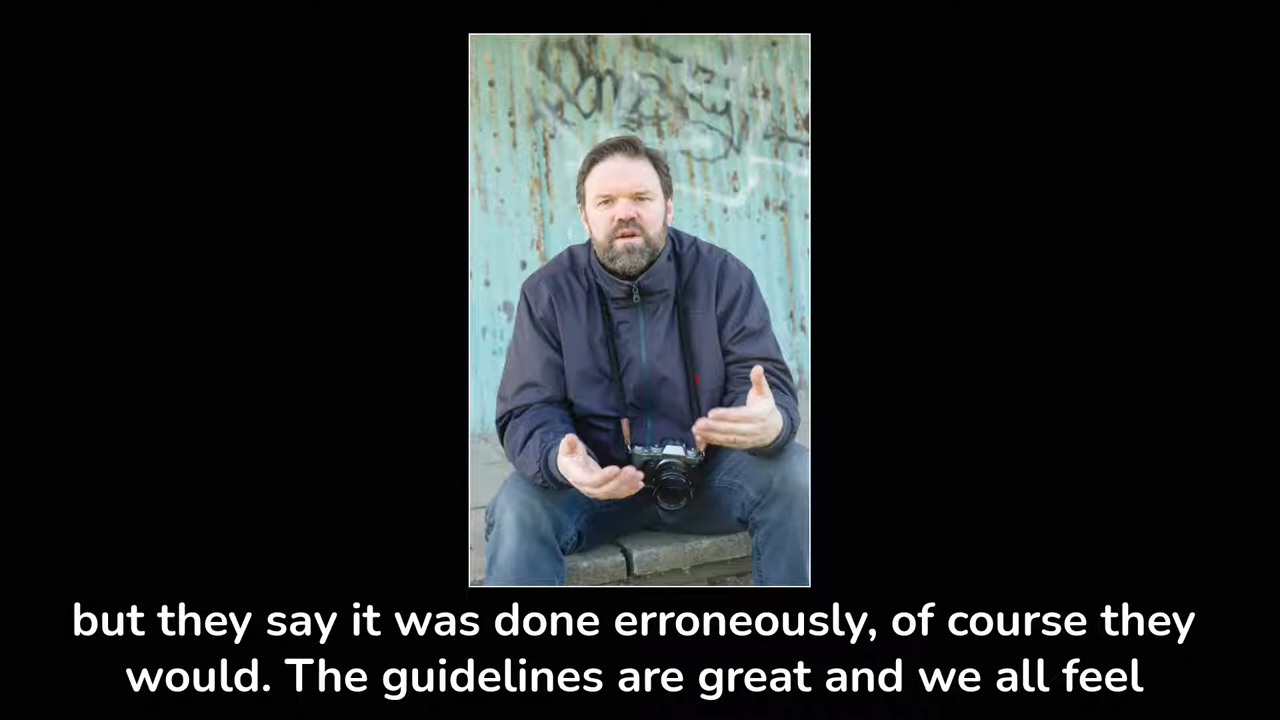 but they say it was done erroneously, of course they
would. The guidelines are great and we all feel